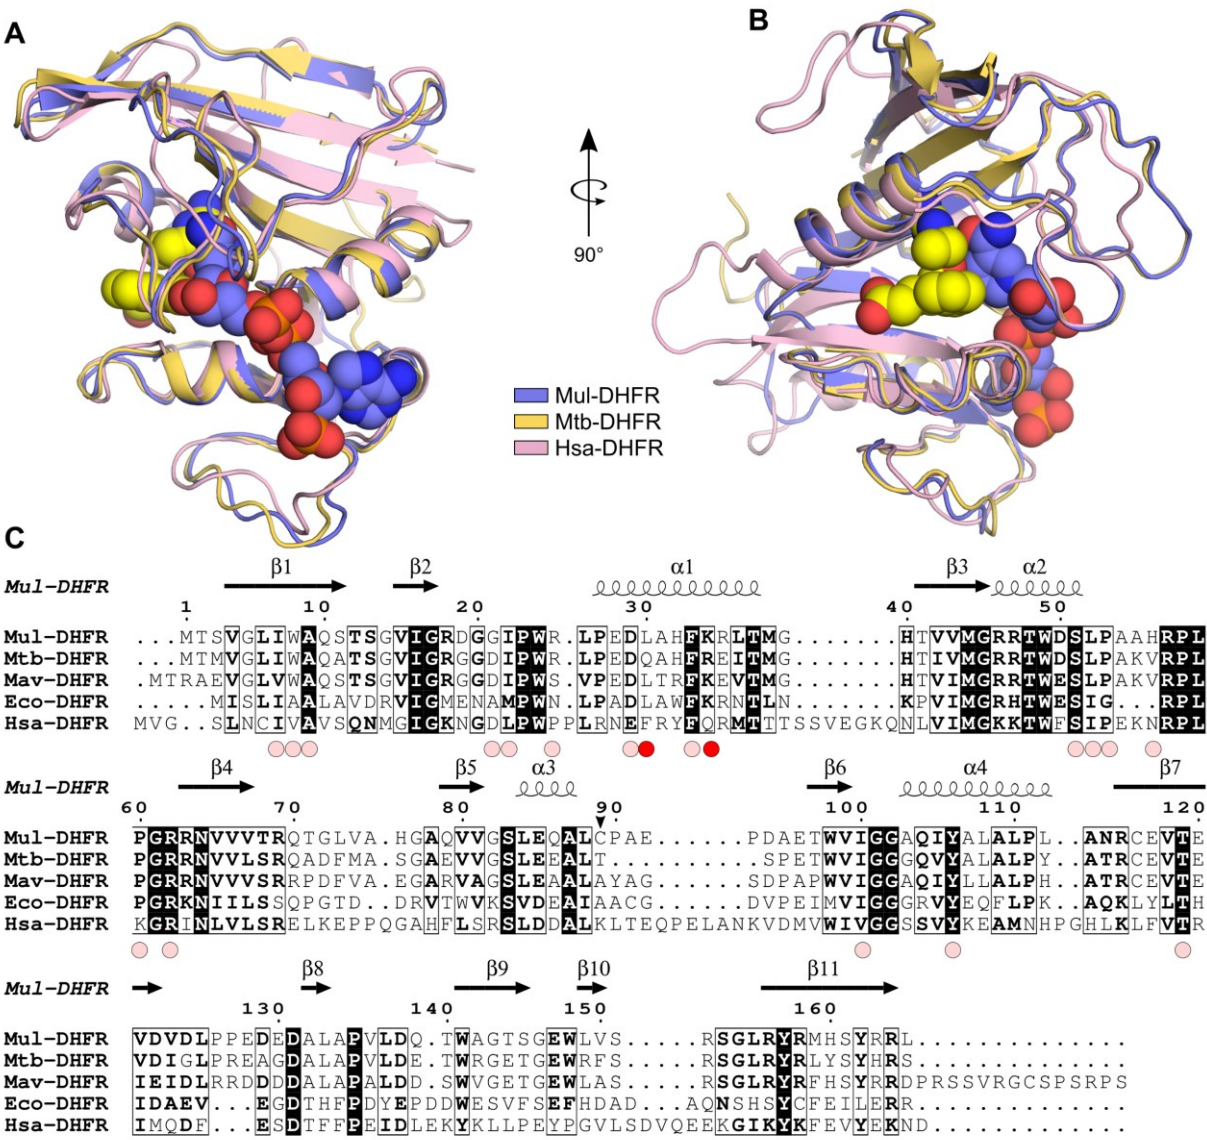 A
B
90°
Mul-DHFR
Mtb-DHFR
Hsa-DHFR
C
β1 β2 α1 β3 α2
Mul-DHFR
1 10 20 30 40 50
Mul-DHFR ...MTSVGLIWAQSTSGVIGRDGGIPWR.LPEDLAHFKRLTMG.......HTVVMGRRTWDSLPAAHRPL
Mtb-DHFR ...MTMVGLIWAQATSGVIGRGGDIPWR.LPEDQAHFREITMG.......HTIVMGRRTWDSLPAKVRPL
Mav-DHFR .MTRAEVGLVWAQSTSGVIGRGGDIPWS.VPEDLTRFKEVTMG.......HTVVMGRRTWDSLPAKVRPL
Eco-DHFR .....MISLIAALAVDRVIGMENAMPWN.LPADLAWFKRNTLN.......KPVIMGRHTWESIG...RPL
Hsa-DHFR MVG..SLNCIVAVSQNMGIGKNGDLPWPPLRNEFRYFQRMTTTSSVEGKQNLVIMGKKTWFSIPEKNRPL
β4 β5 α3 β6 α4 β7
Mul-DHFR
60 70 80 90 100 110 120
Mul-DHFR PGRRNVVVTRQTGLVA.HGAQVVGSLEQALCPAE......PDAETWVIGGAQIYALALPL..ANRCEVTE
Mtb-DHFR PGRRNVVLSRQADFMA.SGAEVVGSLEEALT.........SPETWVIGGGQVYALALPY..ATRCEVTE
Mav-DHFR PGRRNVVVSRRPDFVA.EGARVAGSLEAALAYAG......SDPAPWVIGGAQIYLLALPH..ATRCEVTE
Eco-DHFR PGRKNIILSSQPGTD..DRVTWVKSVDEAIAACG......DVPEIMVIGGGRVYEQFLPK..AQKLYLTH
Hsa-DHFR KGRINLVLSRELKEPPQGAHFLSRSLDDALKLTEQPELANKVDMVWIVGGSSVYKEAMNHPGHLKLFVTR
β8 β9 β10 β11
Mul-DHFR
130 140 150 160
Mul-DHFR VDVDLPPEDEDALAPVLDQ.TWAGTSGEWLVS.....RSGLRYRMHSYRRL..............
Mtb-DHFR VDIGLPREAGDALAPVLDE.TWRGETGEWRFS.....RSGLRYRLYSYHRS..............
Mav-DHFR IEIDLRRDDDDALAPALDD.SWVGETGEWLAS.....RSGLRYRFHSYRRDPRSSVRGCSPSRPS
Eco-DHFR IDAEV...EGDTHFPDYEPDDWESVFSEFHDAD....AQNSHSYCFEILERR.............
Hsa-DHFR IMQDF...ESDTFFPEIDLEKYKLLPEYPGVLSDVQEEKGIKYKFEVYEKND.............